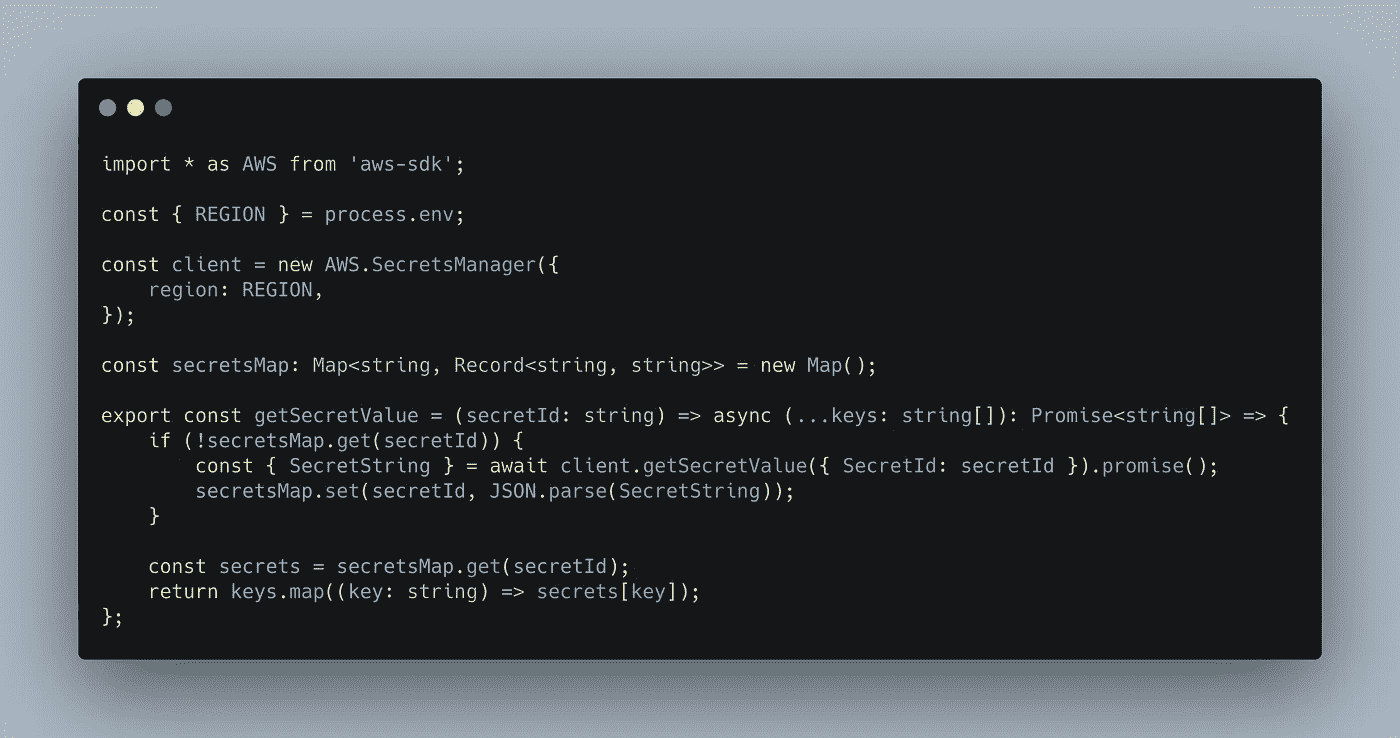 import * as AWS from 'aws-sdk';
const { REGION } = process.env;
const client = new AWS.SecretsManager({
    region: REGION,
});
const secretsMap: Map<string, Record<string, string>> = new Map();
export const getSecretValue = (secretId: string) => async (...keys: string[]): Promise<string[]> => {
    if (!secretsMap.get(secretId)) {
        const { SecretString } = await client.getSecretValue({ SecretId: secretId }).promise();
        secretsMap.set(secretId, JSON.parse(SecretString));
    }
    const secrets = secretsMap.get(secretId);
    return keys.map((key: string) => secrets[key]);
};